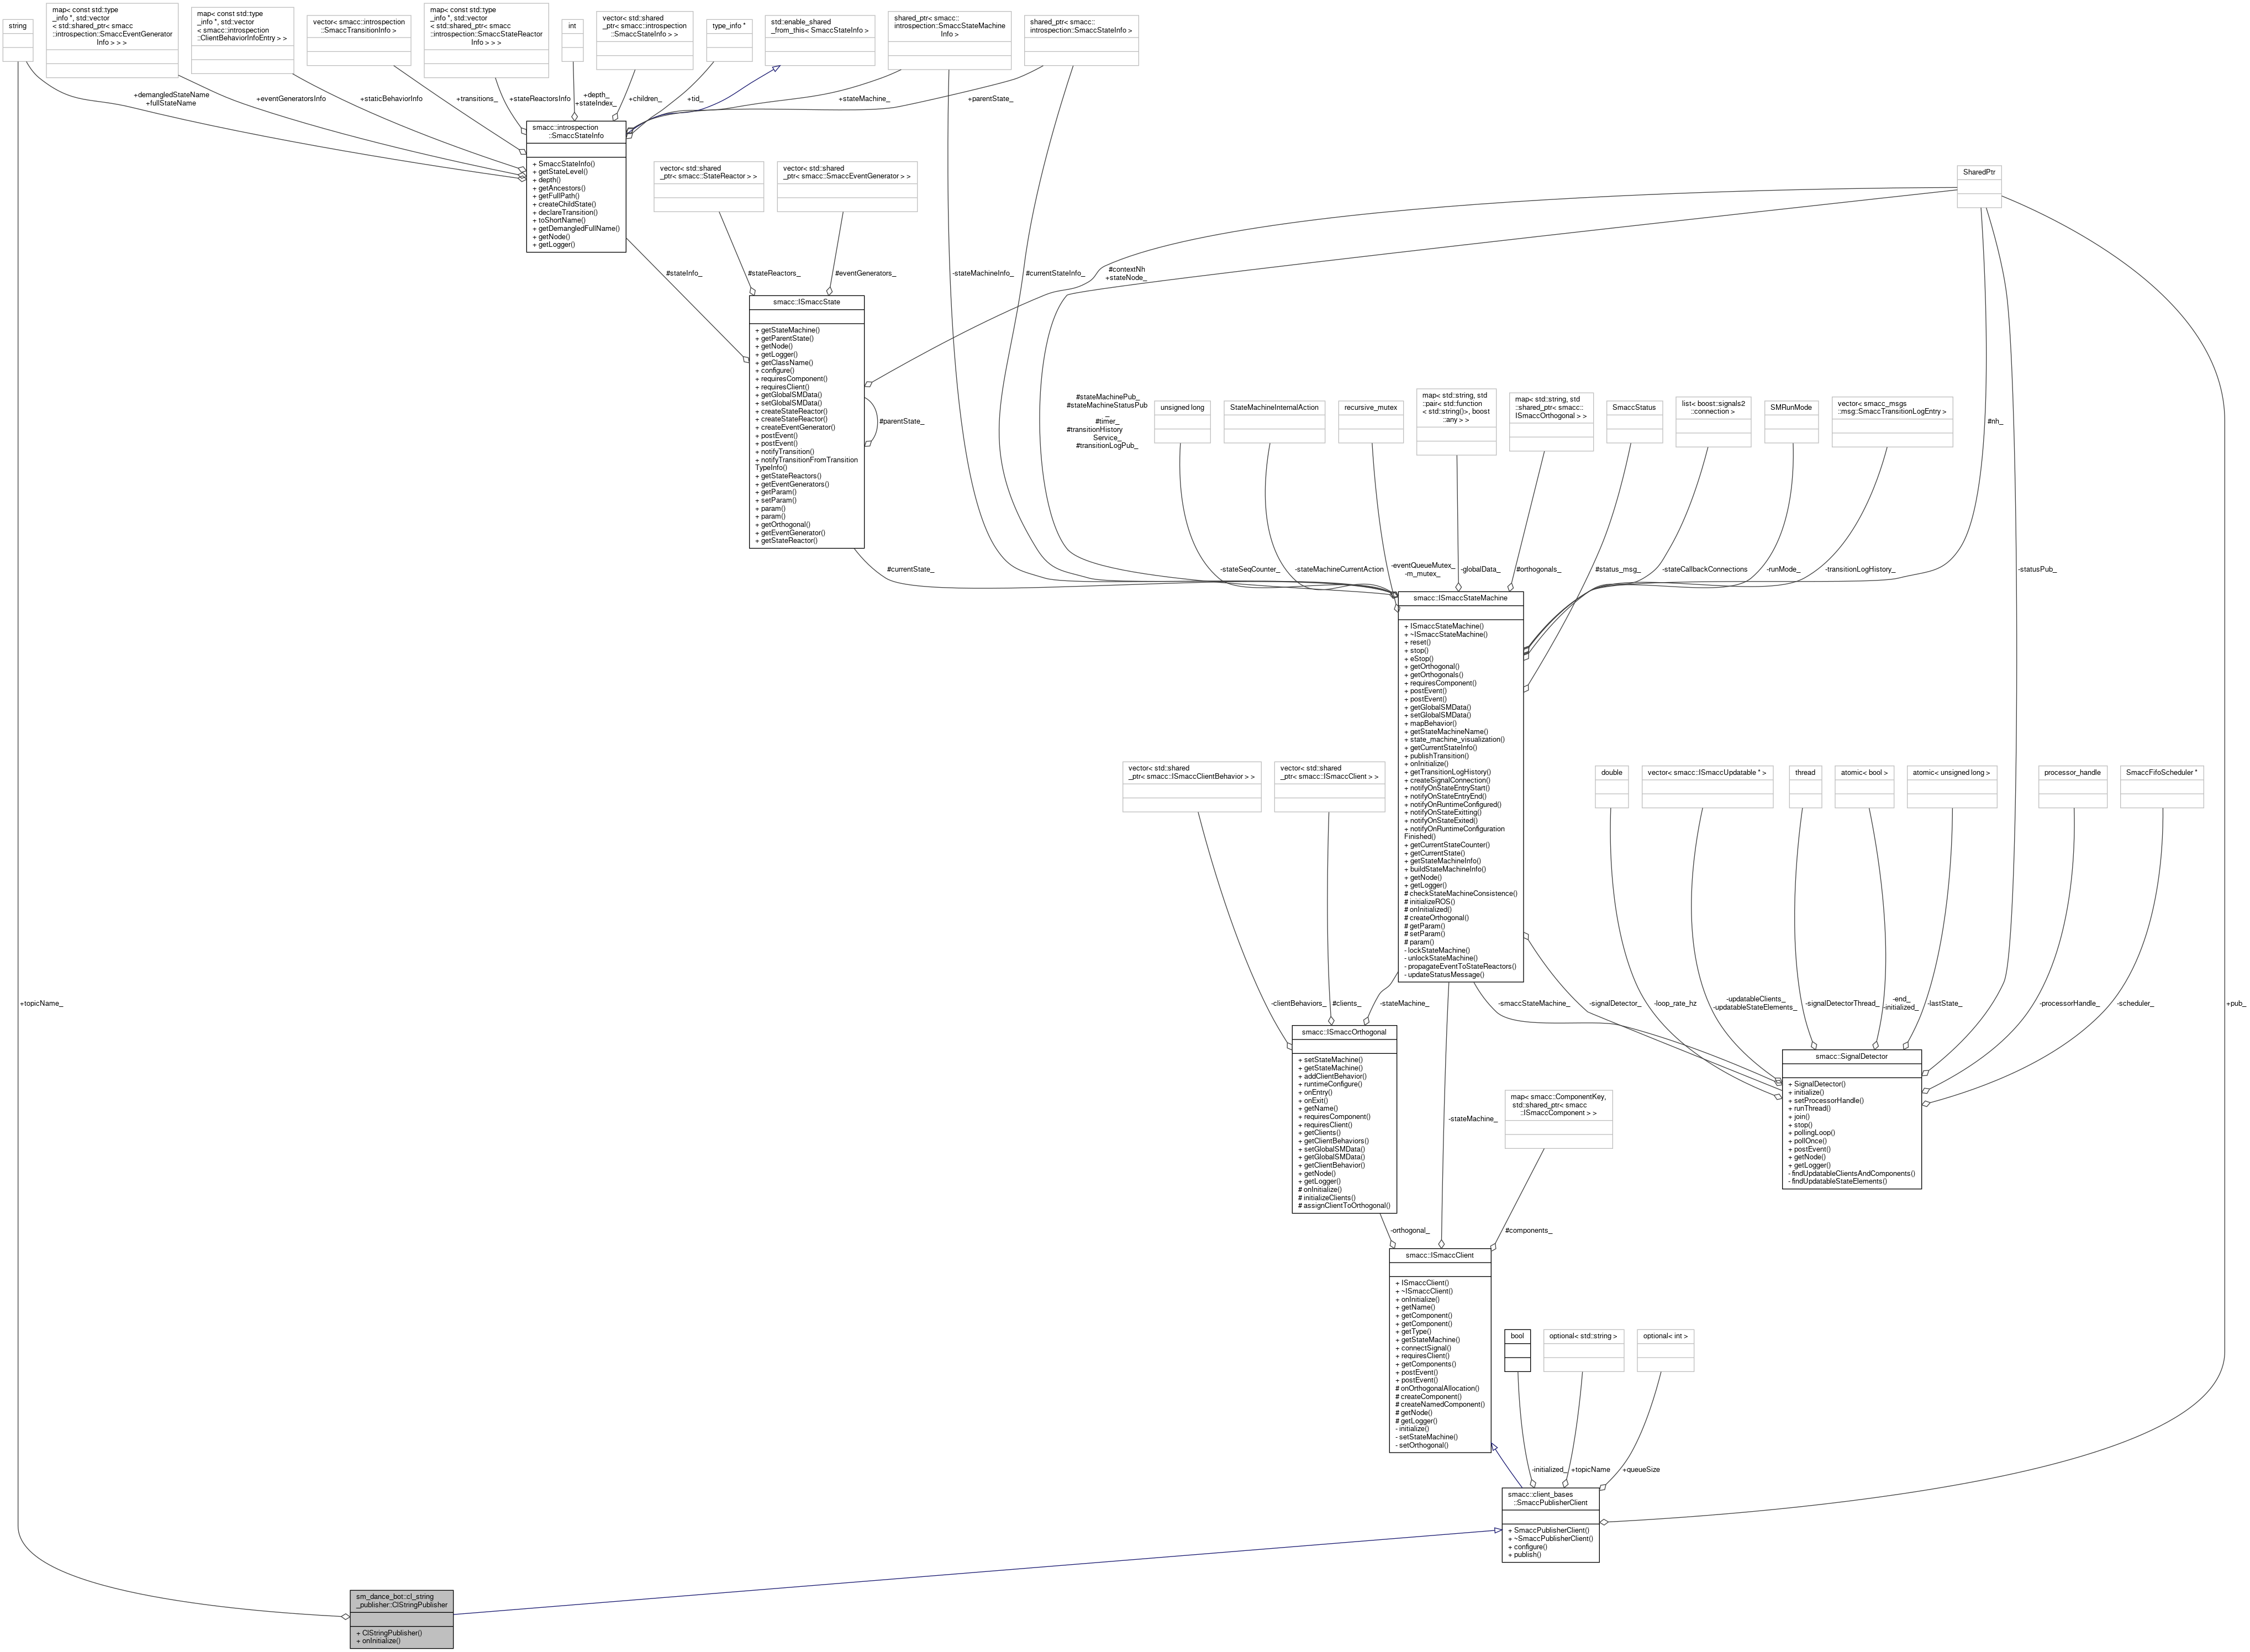 string
map< const std::type
_info *, std::vector
< std::shared_ptr< smacc
::introspection::SmaccEventGenerator
Info > > >
map< const std::type
_info *, std::vector
< smacc::introspection
::ClientBehaviorInfoEntry > >
vector< smacc::introspection
::SmaccTransitionInfo >
map< const std::type
_info *, std::vector
< std::shared_ptr< smacc
::introspection::SmaccStateReactor
Info > > >
int
vector< std::shared
_ptr< smacc::introspection
::SmaccStateInfo > >
type_info *
std::enable_shared
_from_this< SmaccStateInfo >
shared_ptr< smacc::
introspection::SmaccStateMachine
Info >
shared_ptr< smacc::
introspection::SmaccStateInfo >
+demangledStateName
+fullStateName
+eventGeneratorsInfo
+staticBehaviorInfo
+transitions_
+stateReactorsInfo
+depth_
+stateIndex_
+children_
+tid_
+stateMachine_
+parentState_
smacc::introspection
::SmaccStateInfo
+ SmaccStateInfo()
+ getStateLevel()
+ depth()
+ getAncestors()
+ getFullPath()
+ createChildState()
+ declareTransition()
+ toShortName()
+ getDemangledFullName()
+ getNode()
+ getLogger()
vector< std::shared
_ptr< smacc::StateReactor > >
vector< std::shared
_ptr< smacc::SmaccEventGenerator > >
SharedPtr
#stateInfo_
#stateReactors_
#eventGenerators_
-stateMachineInfo_
#currentStateInfo_
#contextNh
+stateNode_
smacc::ISmaccState
+ getStateMachine()
+ getParentState()
+ getNode()
+ getLogger()
+ getClassName()
+ configure()
+ requiresComponent()
+ requiresClient()
+ getGlobalSMData()
+ setGlobalSMData()
+ createStateReactor()
+ createStateReactor()
+ createEventGenerator()
+ postEvent()
+ postEvent()
+ notifyTransition()
+ notifyTransitionFromTransition
TypeInfo()
+ getStateReactors()
+ getEventGenerators()
+ getParam()
+ setParam()
+ param()
+ param()
+ getOrthogonal()
+ getEventGenerator()
+ getStateReactor()
#parentState_
#stateMachinePub_
#stateMachineStatusPub
_
#timer_
#transitionHistory
Service_
#transitionLogPub_
unsigned long
StateMachineInternalAction
recursive_mutex
map< std::string, std
::pair< std::function
< std::string()>, boost
::any > >
map< std::string, std
::shared_ptr< smacc::
ISmaccOrthogonal > >
SmaccStatus
list< boost::signals2
::connection >
SMRunMode
vector< smacc_msgs
::msg::SmaccTransitionLogEntry >
#nh_
#currentState_
-stateSeqCounter_
-stateMachineCurrentAction
-eventQueueMutex_
-m_mutex_
-globalData_
#orthogonals_
#status_msg_
-stateCallbackConnections
-runMode_
-transitionLogHistory_
-statusPub_
smacc::ISmaccStateMachine
+ ISmaccStateMachine()
+ ~ISmaccStateMachine()
+ reset()
+ stop()
+ eStop()
+ getOrthogonal()
+ getOrthogonals()
+ requiresComponent()
+ postEvent()
+ postEvent()
+ getGlobalSMData()
+ setGlobalSMData()
+ mapBehavior()
+ getStateMachineName()
+ state_machine_visualization()
+ getCurrentStateInfo()
+ publishTransition()
+ onInitialize()
+ getTransitionLogHistory()
+ createSignalConnection()
+ notifyOnStateEntryStart()
+ notifyOnStateEntryEnd()
+ notifyOnRuntimeConfigured()
+ notifyOnStateExitting()
+ notifyOnStateExited()
+ notifyOnRuntimeConfiguration
Finished()
+ getCurrentStateCounter()
+ getCurrentState()
+ getStateMachineInfo()
+ buildStateMachineInfo()
+ getNode()
+ getLogger()
# checkStateMachineConsistence()
# initializeROS()
# onInitialized()
# createOrthogonal()
# getParam()
# setParam()
# param()
- lockStateMachine()
- unlockStateMachine()
- propagateEventToStateReactors()
- updateStatusMessage()
vector< std::shared
_ptr< smacc::ISmaccClientBehavior > >
vector< std::shared
_ptr< smacc::ISmaccClient > >
double
vector< smacc::ISmaccUpdatable * >
thread
atomic< bool >
atomic< unsigned long >
processor_handle
SmaccFifoScheduler *
+topicName_
-clientBehaviors_
#clients_
-stateMachine_
-smaccStateMachine_
-signalDetector_
-loop_rate_hz
-updatableClients_
-updatableStateElements_
-signalDetectorThread_
-end_
-initialized_
-lastState_
-processorHandle_
-scheduler_
+pub_
smacc::ISmaccOrthogonal
+ setStateMachine()
+ getStateMachine()
+ addClientBehavior()
+ runtimeConfigure()
+ onEntry()
+ onExit()
+ getName()
+ requiresComponent()
+ requiresClient()
+ getClients()
+ getClientBehaviors()
+ setGlobalSMData()
+ getGlobalSMData()
+ getClientBehavior()
+ getNode()
+ getLogger()
# onInitialize()
# initializeClients()
# assignClientToOrthogonal()
smacc::SignalDetector
+ SignalDetector()
+ initialize()
+ setProcessorHandle()
+ runThread()
+ join()
+ stop()
+ pollingLoop()
+ pollOnce()
+ postEvent()
+ getNode()
+ getLogger()
- findUpdatableClientsAndComponents()
- findUpdatableStateElements()
-stateMachine_
map< smacc::ComponentKey,
std::shared_ptr< smacc
::ISmaccComponent > >
-orthogonal_
#components_
smacc::ISmaccClient
+ ISmaccClient()
+ ~ISmaccClient()
+ onInitialize()
+ getName()
+ getComponent()
+ getComponent()
+ getType()
+ getStateMachine()
+ connectSignal()
+ requiresClient()
+ getComponents()
+ postEvent()
+ postEvent()
# onOrthogonalAllocation()
# createComponent()
# createNamedComponent()
# getNode()
# getLogger()
- initialize()
- setStateMachine()
- setOrthogonal()
bool
optional< std::string >
optional< int >
-initialized_
+topicName
+queueSize
smacc::client_bases
::SmaccPublisherClient
+ SmaccPublisherClient()
+ ~SmaccPublisherClient()
+ configure()
+ publish()
sm_dance_bot::cl_string
_publisher::ClStringPublisher
+ ClStringPublisher()
+ onInitialize()